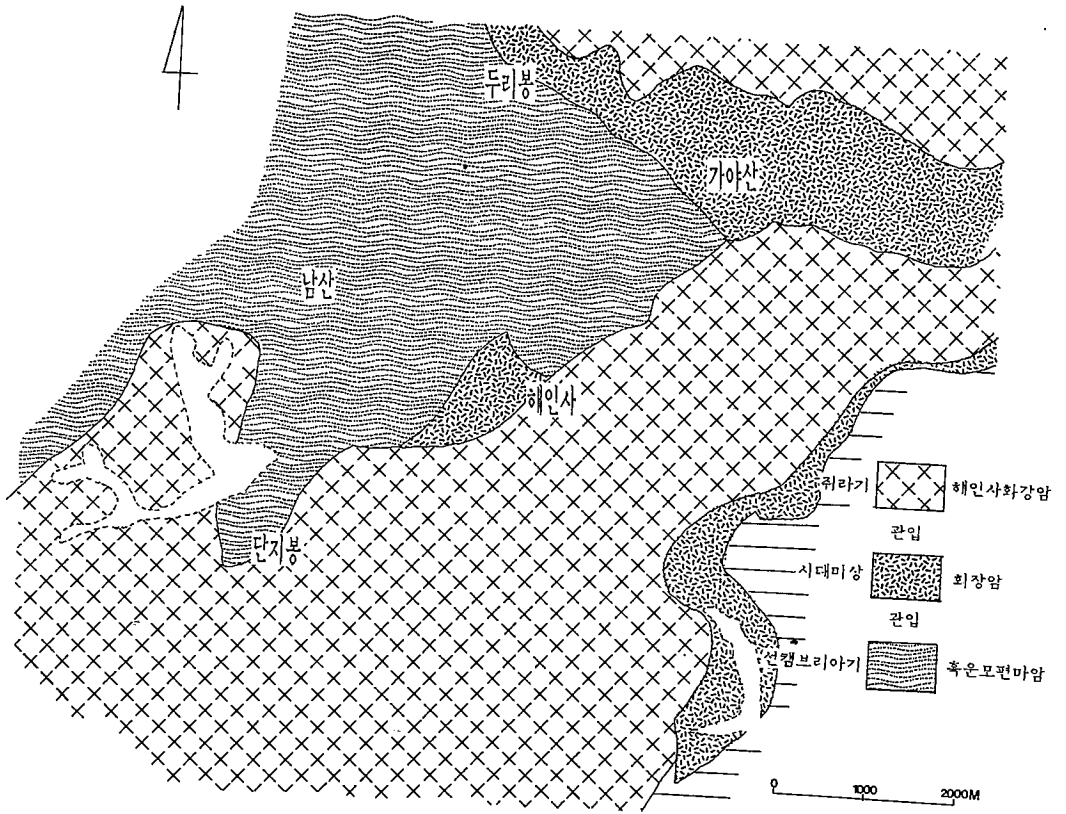 두리봉
가야산
남산
해인사
단지봉
쥐라기 해인사화강암
관입
시대미상 회장암
관입
선캠브리아기 흑운모편마암
0 1000 2000M